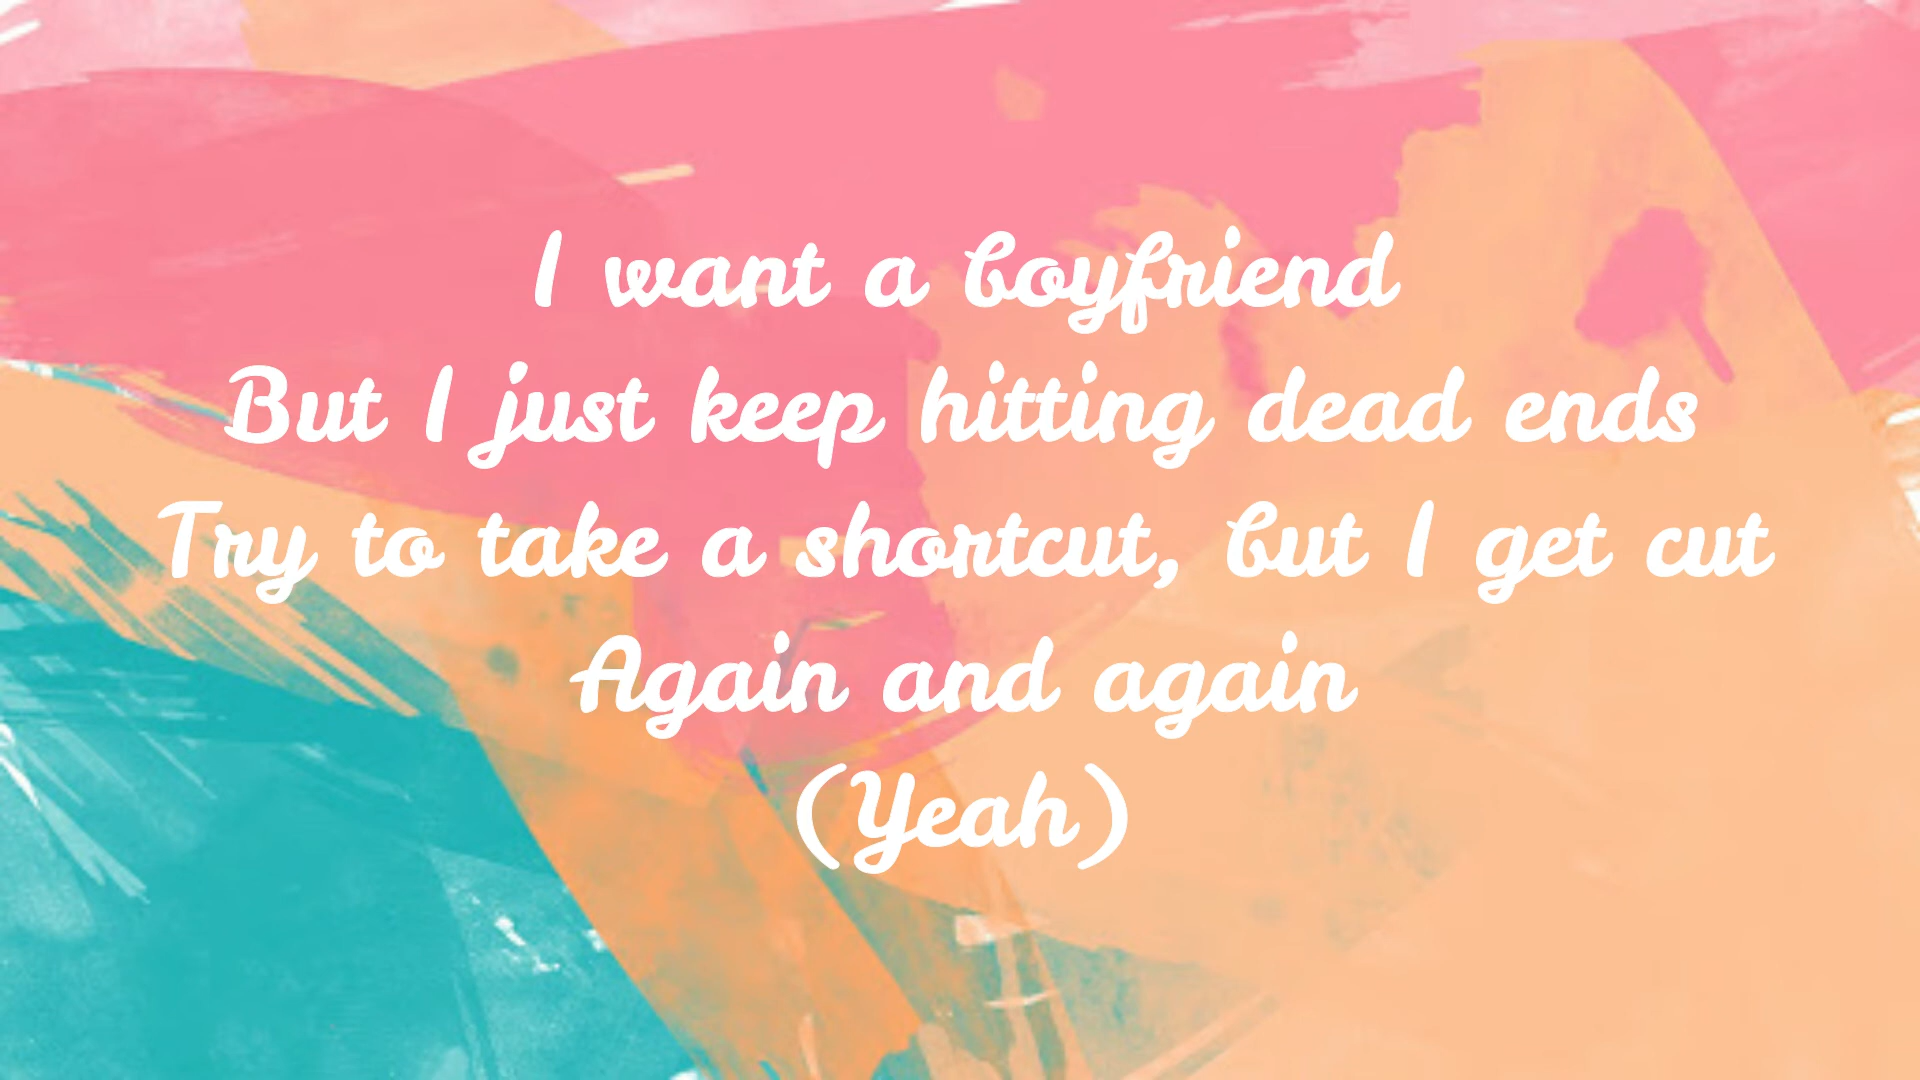 I want a boyfriend
But I just keep hitting dead ends
Try to take a shortcut, but I get cut
Again and again
(Yeah)